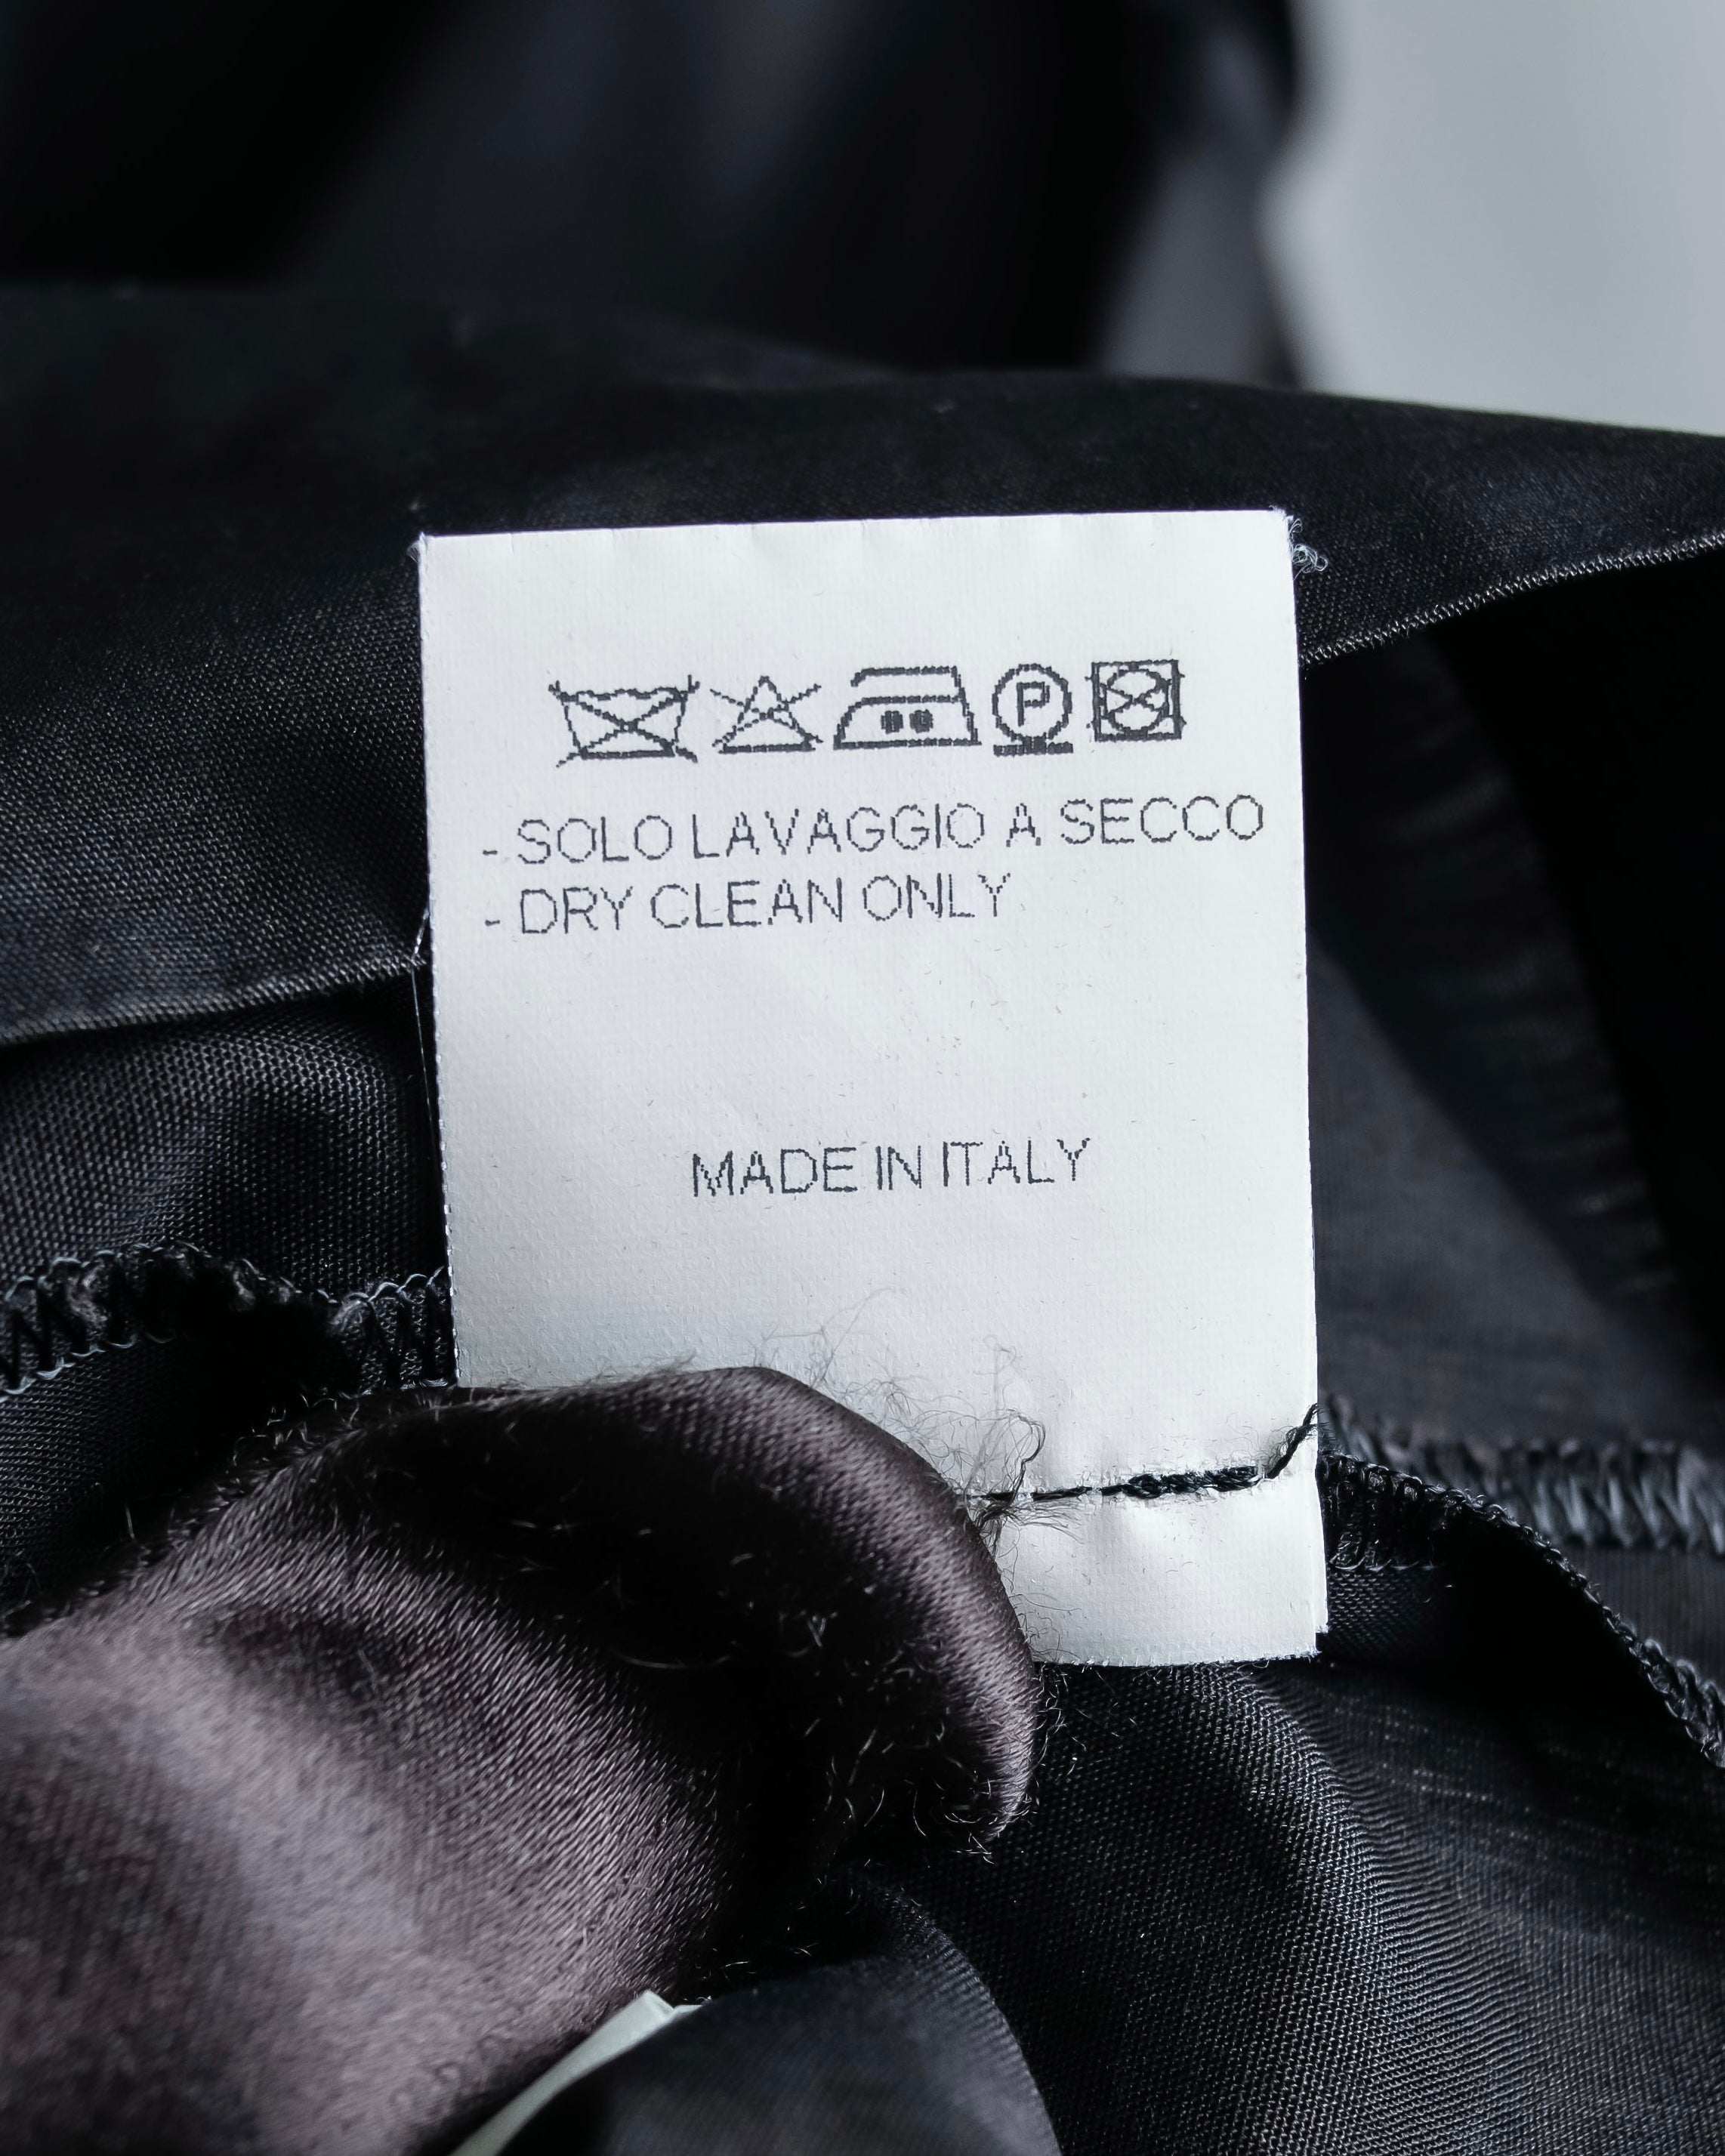 P
- SOLO LAVAGGIO A SECCO
- DRY CLEAN ONLY
MADE IN ITALY